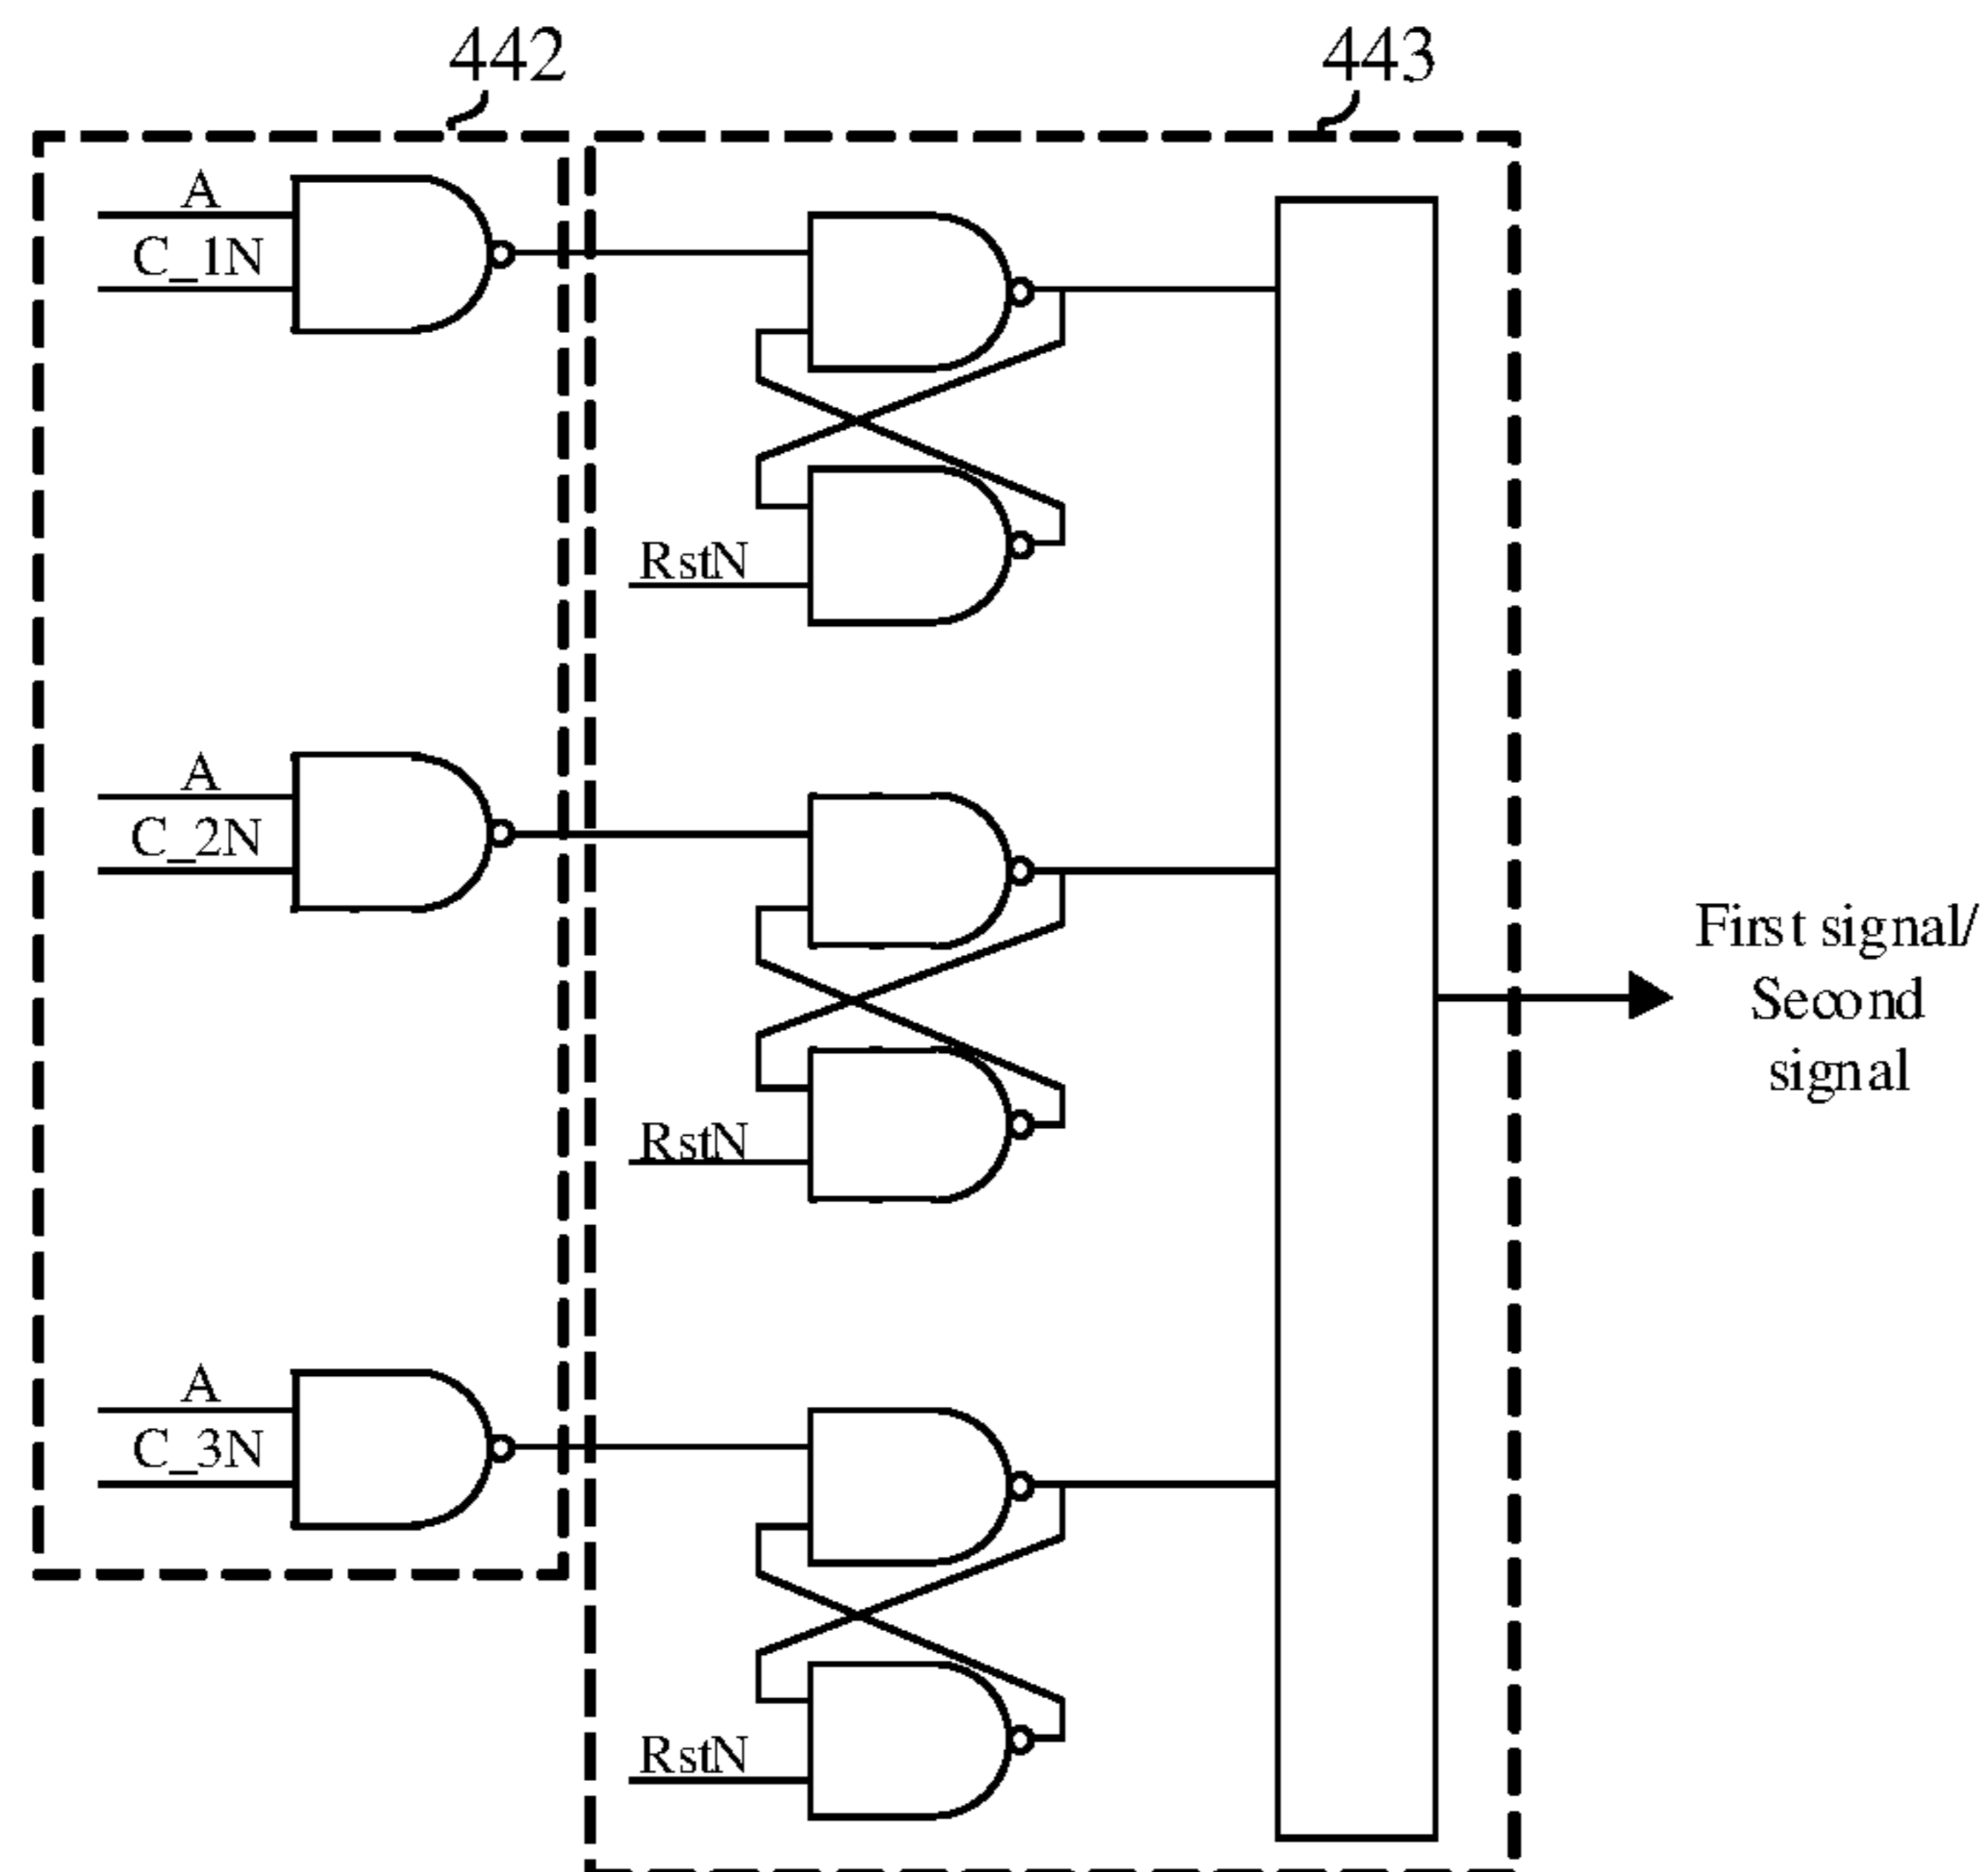 442
443
A
C_1N
RstN
A
C_2N
First signal/
Second
signal
RstN
A
C_3N
RstN